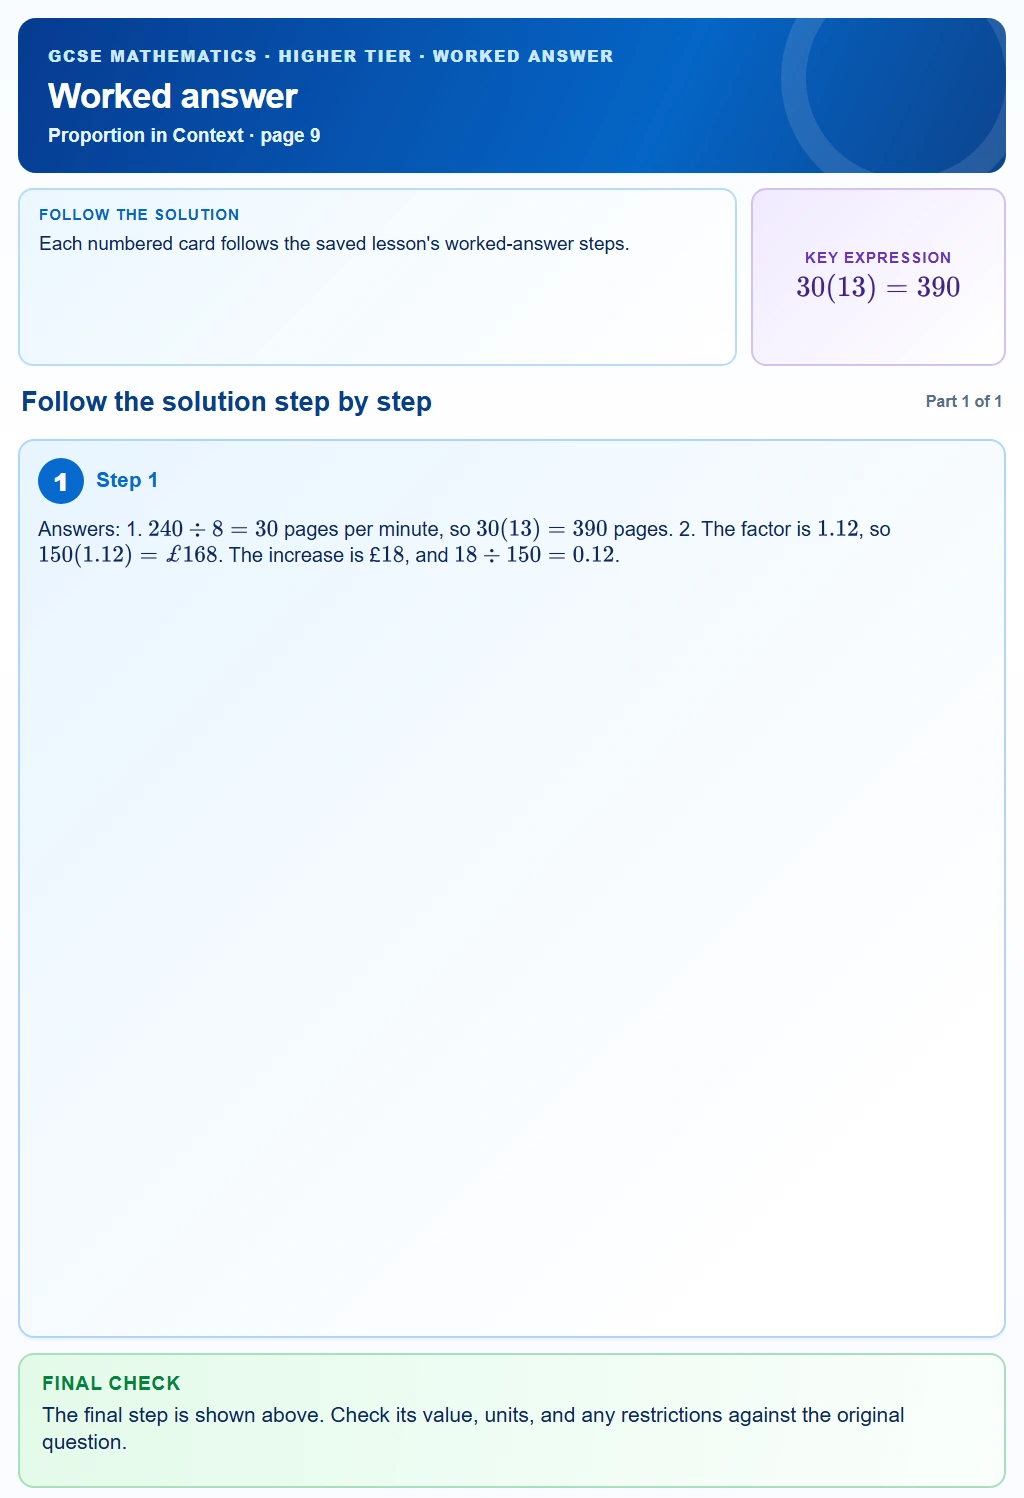 GCSE MATHEMATICS · HIGHER TIER · WORKED ANSWER
Worked answer
Proportion in Context · page 9
FOLLOW THE SOLUTION
Each numbered card follows the saved lesson's worked-answer steps.
KEY EXPRESSION
30(13) = 390
Follow the solution step by step
Part 1 of 1
1 Step 1
Answers: 1. 240 ÷ 8 = 30 pages per minute, so 30(13) = 390 pages. 2. The factor is 1.12, so
150(1.12) = £168. The increase is £18, and 18 ÷ 150 = 0.12.
FINAL CHECK
The final step is shown above. Check its value, units, and any restrictions against the original
question.